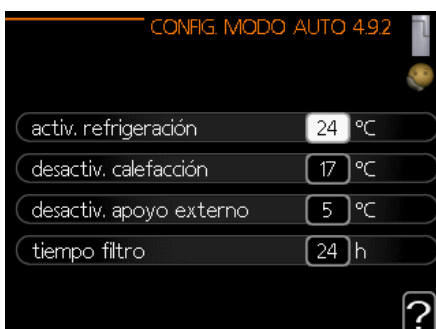 CONFIG. MODO AUTO 4.9.2
activ. refrigeración 24 °C
desactiv. calefacción 17 °C
desactiv. apoyo externo 5 °C
tiempo filtro 24 h
?